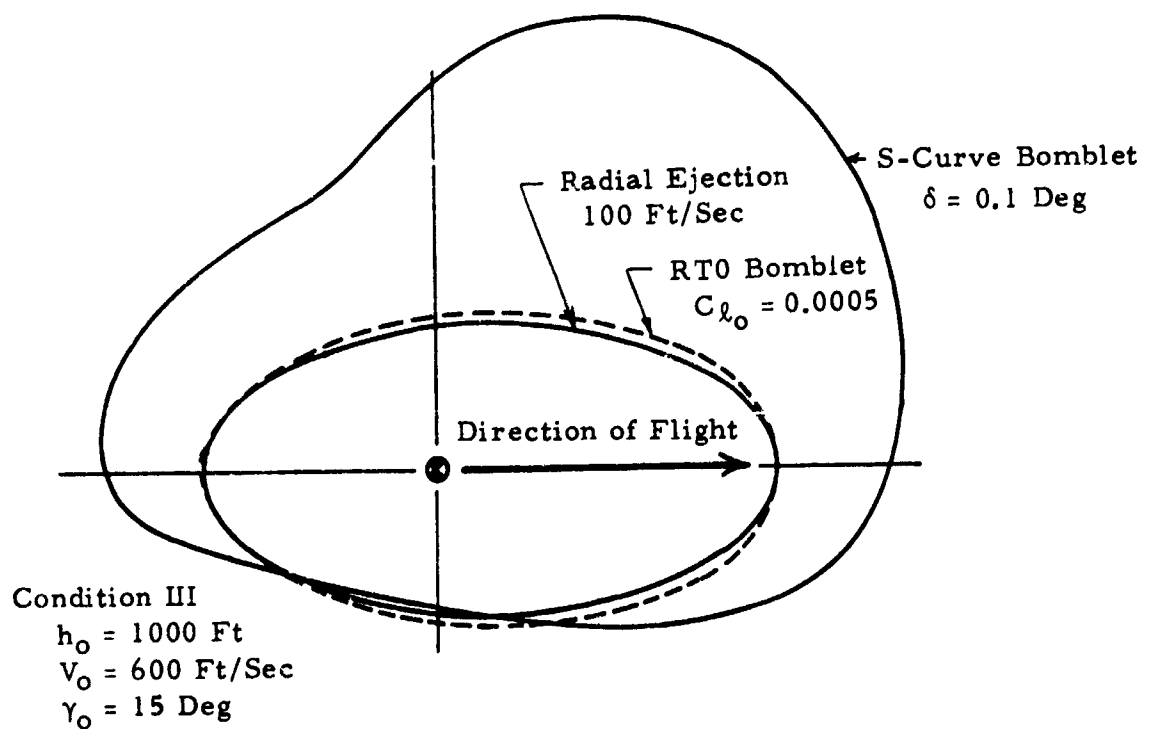 S-Curve Bomblet
δ = 0.1 Deg
Radial Ejection
100 Ft/Sec
RT0 Bomblet
Cℓo = 0.0005
Direction of Flight
Condition III
ho = 1000 Ft
Vo = 600 Ft/Sec
γo = 15 Deg